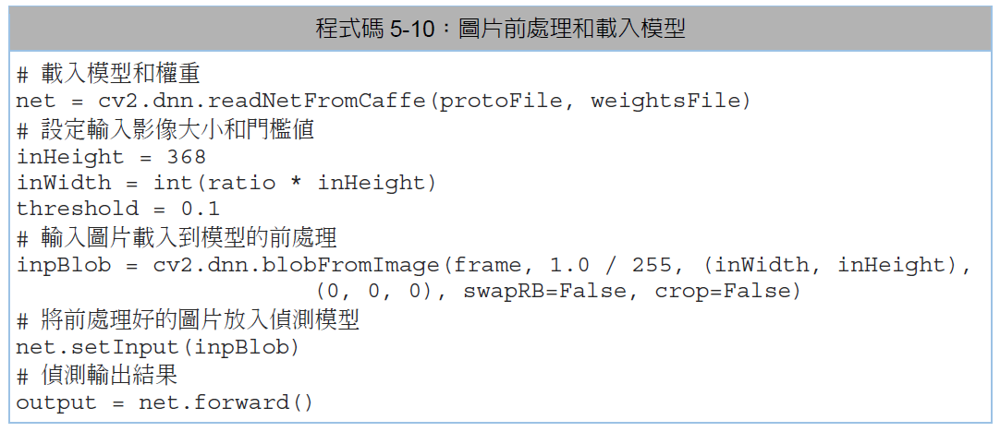 程式碼 5-10：圖片前處理和載入模型
# 載入模型和權重
net = cv2.dnn.readNetFromCaffe(protoFile, weightsFile)
# 設定輸入影像大小和門檻值
inHeight = 368
inWidth = int(ratio * inHeight)
threshold = 0.1
# 輸入圖片載入到模型的前處理
inpBlob = cv2.dnn.blobFromImage(frame, 1.0 / 255, (inWidth, inHeight),
                      (0, 0, 0), swapRB=False, crop=False)
# 將前處理好的圖片放入偵測模型
net.setInput(inpBlob)
# 偵測輸出結果
output = net.forward()